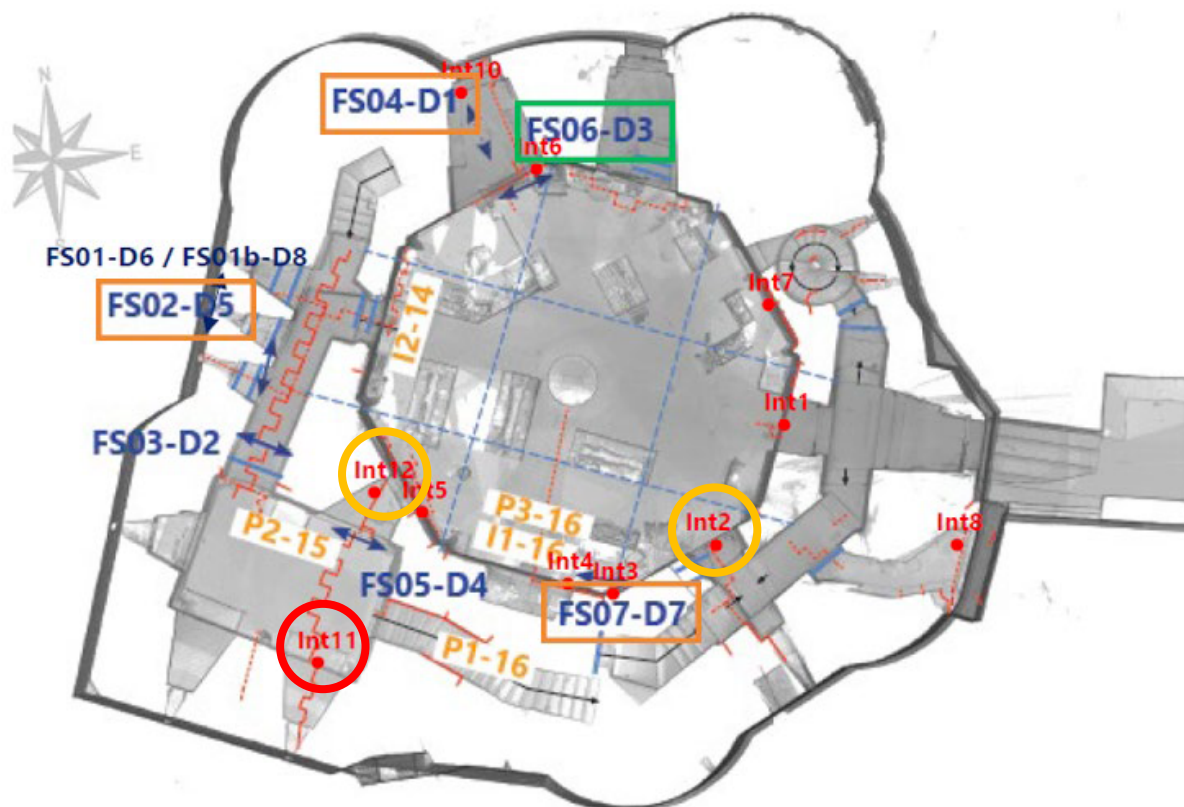 Int10
FS04-D1
N
FS06-D3
Int6
E
S
FS01-D6 / FS01b-D8
FS02-D5
Int7
I2-14
Int1
FS03-D2
Int12
Int5
P3-16
Int2
P2-15
I1-16
Int8
Int4
Int3
FS05-D4
FS07-D7
Int11
P1-16